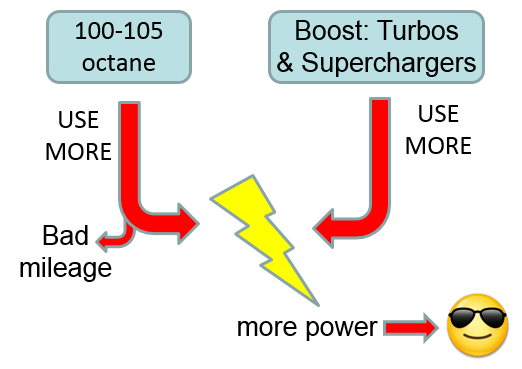 100-105
octane
Boost: Turbos
& Superchargers
USE
MORE
USE
MORE
Bad
mileage
more power